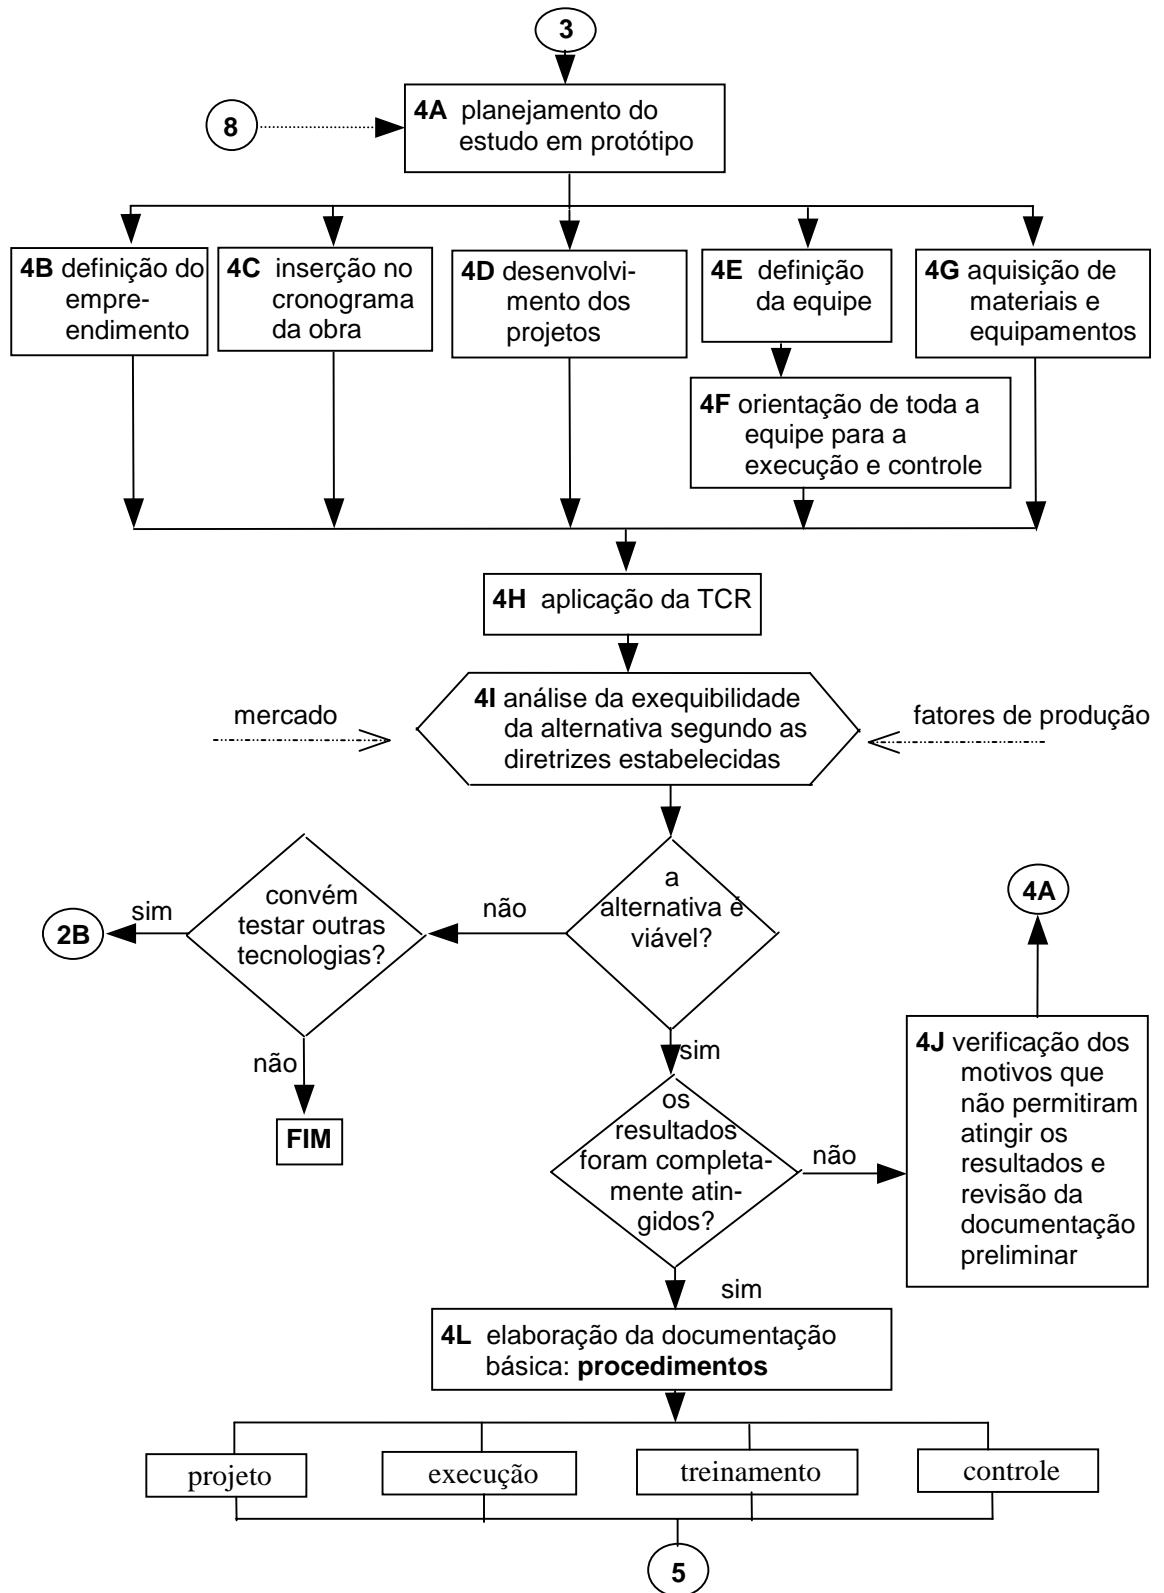 3
8
4A planejamento do
estudo em protótipo
4B definição do
empre-
endimento
4C inserção no
cronograma
da obra
4D desenvolvi-
mento dos
projetos
4E definição
da equipe
4G aquisição de
materiais e
equipamentos
4F orientação de toda a
equipe para a
execução e controle
4H aplicação da TCR
mercado
4I análise da exequibilidade
da alternativa segundo as
diretrizes estabelecidas
fatores de produção
2B
sim
convém
testar outras
tecnologias?
não
a
alternativa é
viável?
4A
não
FIM
sim
os
resultados
foram completa-
mente atin-
gidos?
não
4J verificação dos
motivos que
não permitiram
atingir os
resultados e
revisão da
documentação
preliminar
sim
4L elaboração da documentação
básica: procedimentos
projeto
execução
treinamento
controle
5